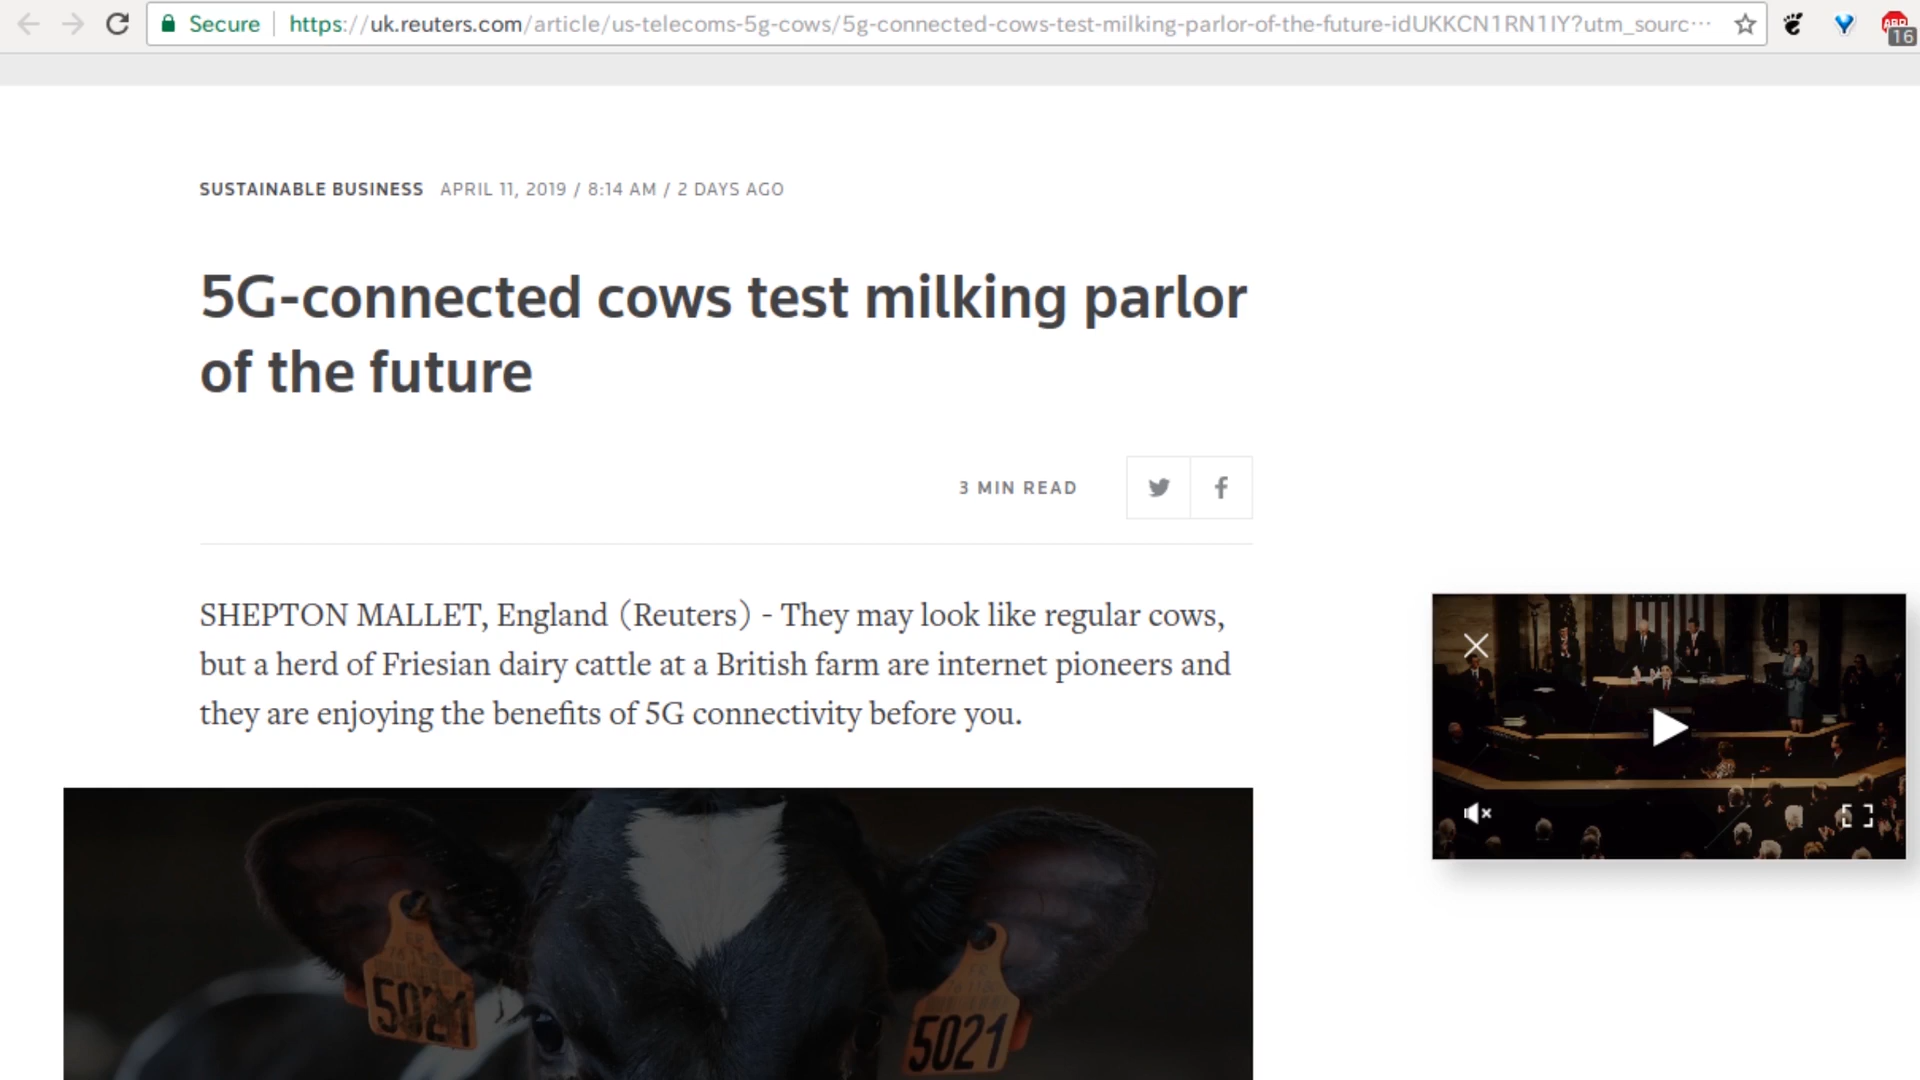 Secure https://uk.reuters.com/article/us-telecoms-5g-cows/5g-connected-cows-test-milking-parlor-of-the-future-idUKKCN1RN1IY?utm_sourc···
ABP
16
SUSTAINABLE BUSINESS APRIL 11, 2019 / 8:14 AM / 2 DAYS AGO
5G-connected cows test milking parlor
of the future
3 MIN READ
SHEPTON MALLET, England (Reuters) - They may look like regular cows,
but a herd of Friesian dairy cattle at a British farm are internet pioneers and
they are enjoying the benefits of 5G connectivity before you.
5021
5021